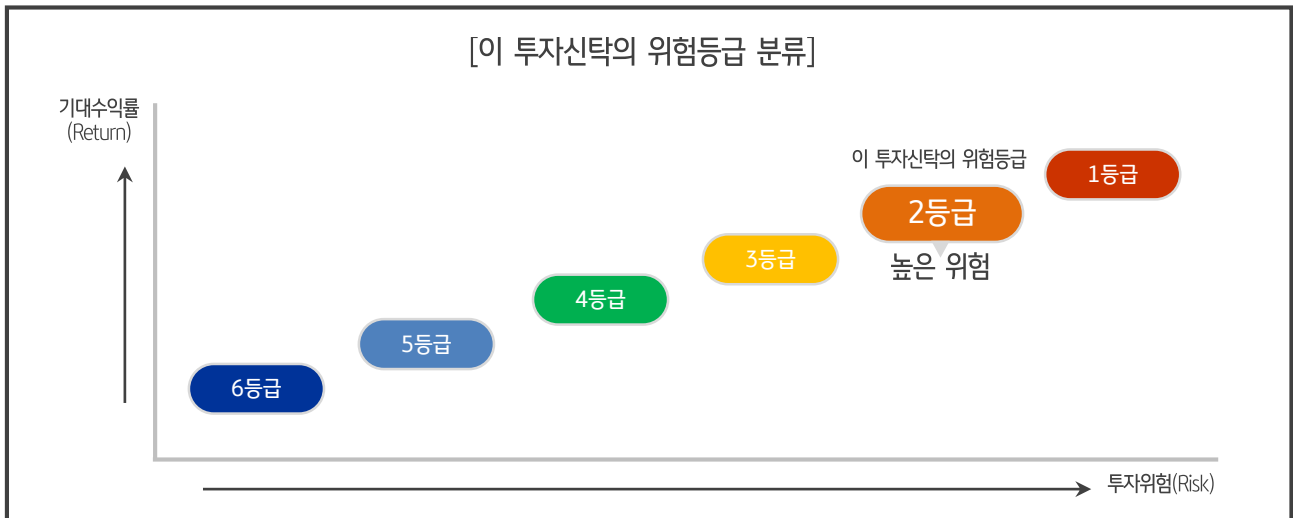 [이 투자신탁의 위험등급 분류]
기대수익률
(Return)
이 투자신탁의 위험등급
1등급
2등급
높은 위험
3등급
4등급
5등급
6등급
투자위험(Risk)